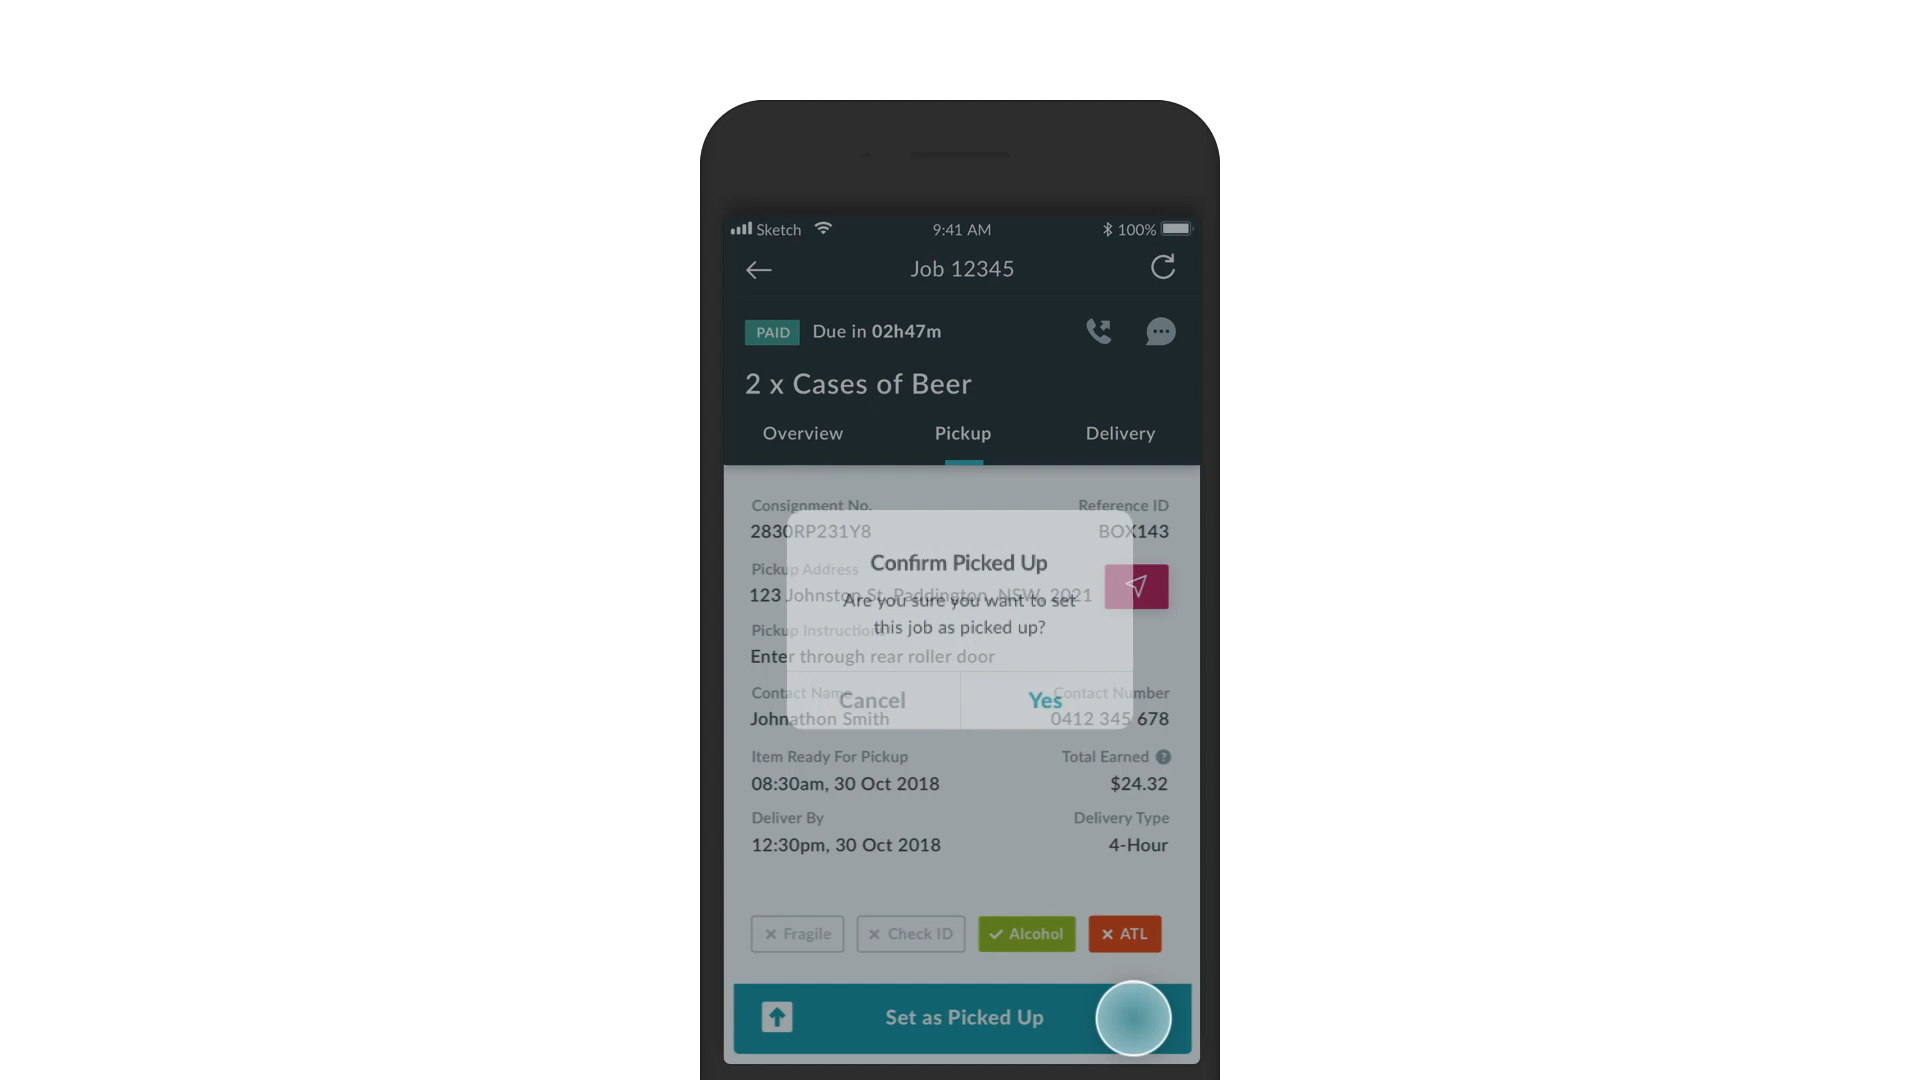 Sketch 9:41 AM 100%
Job 12345
PAID Due in 02h47m
2 x Cases of Beer
Overview Pickup Delivery
Consignment No. Reference ID
2830RP231Y8 BOX143
Confirm Picked Up
Pickup Address
123 Johnston St, Paddington, NSW, 2021
Are you sure you want to set
this job as picked up?
Pickup Instructions
Enter through rear roller door
Contact Name Contact Number
Cancel Yes
Johnathon Smith 0412 345 678
Item Ready For Pickup Total Earned ?
08:30am, 30 Oct 2018 $24.32
Deliver By Delivery Type
12:30pm, 30 Oct 2018 4-Hour
Fragile Check ID Alcohol ATL
Set as Picked Up